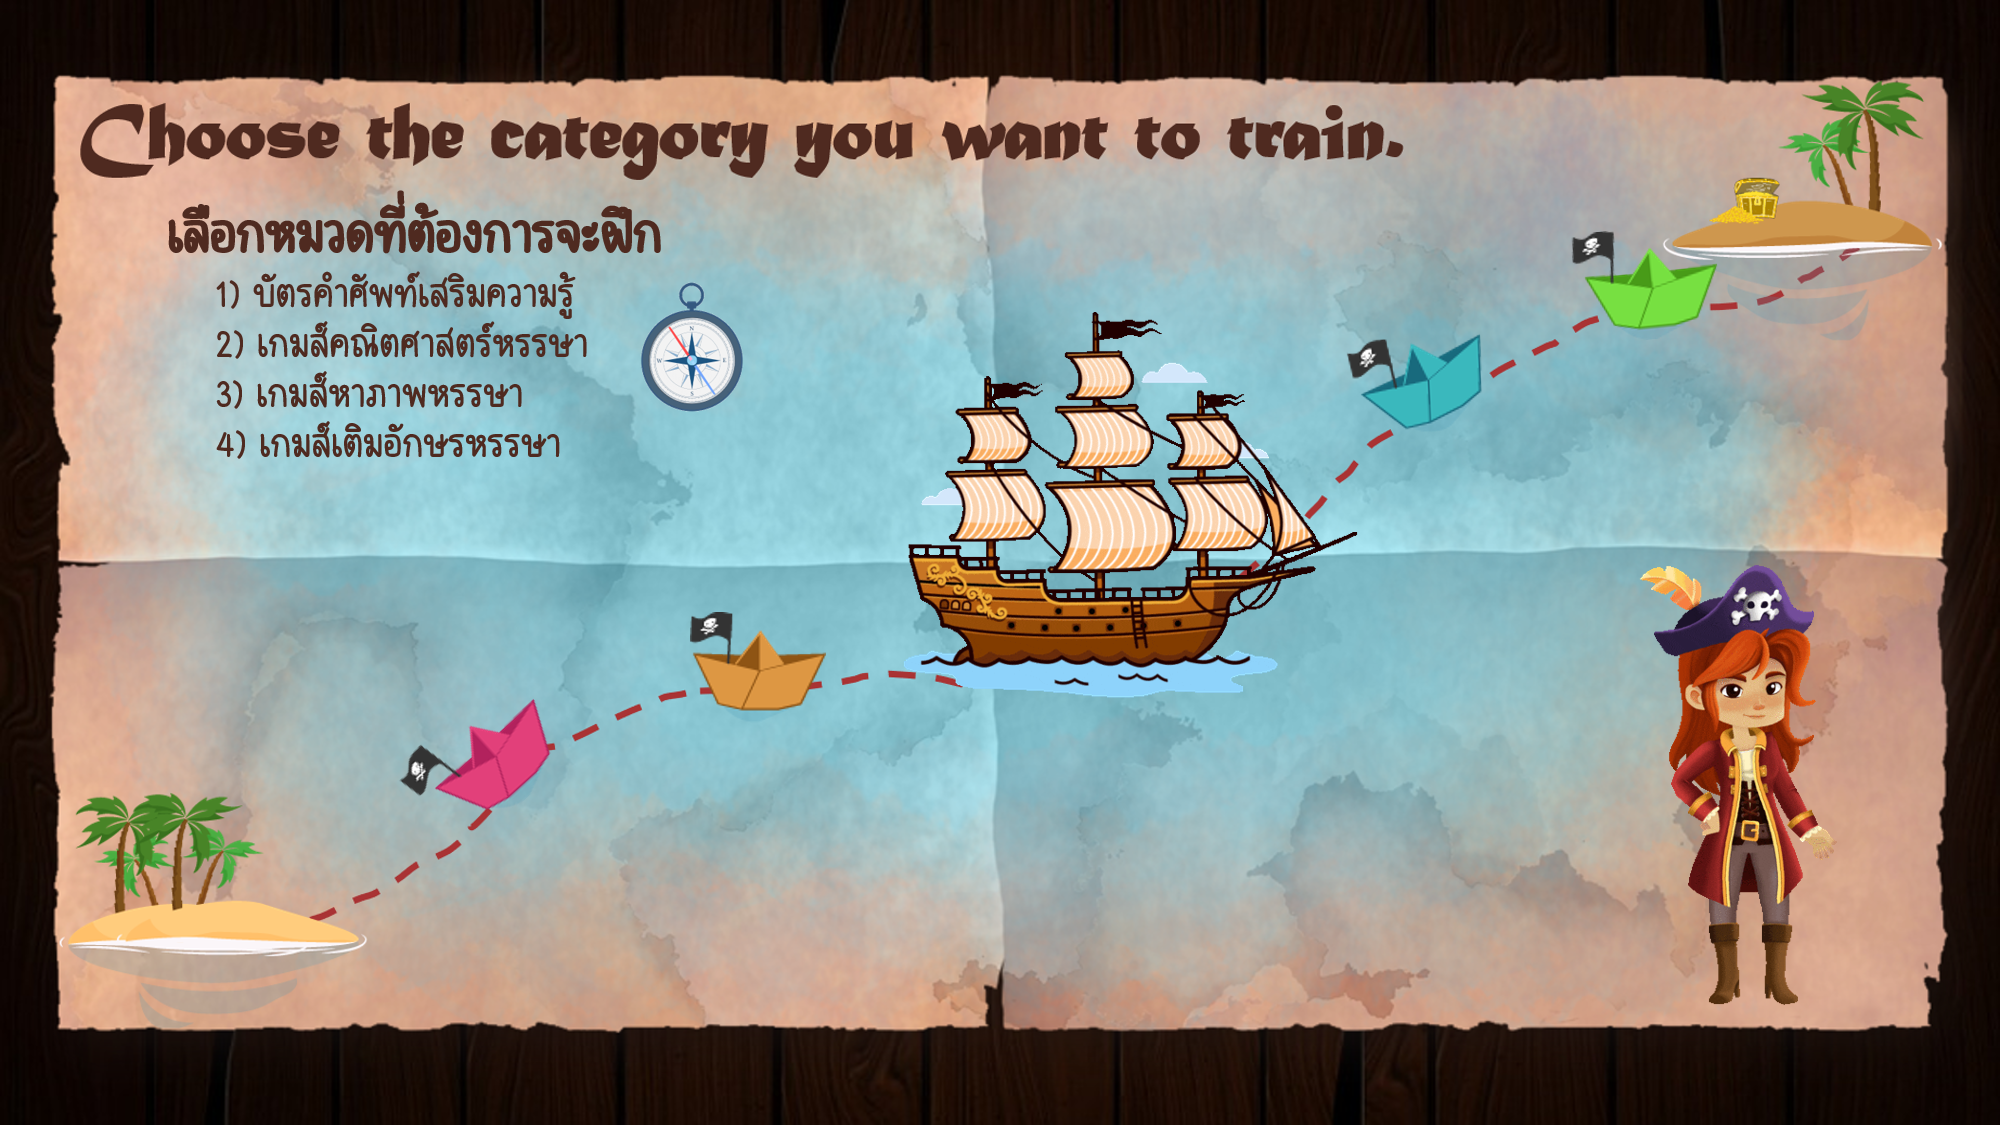 Choose the category you want to train.
เลือกหมวดที่ต้องการจะฝึก
1) บัตรคำศัพท์เสริมความรู้
2) เกมส์คณิตศาสตร์หรรษา
3) เกมส์หาภาพหรรษา
4) เกมส์เติมอักษรหรรษา
N
W
E
S